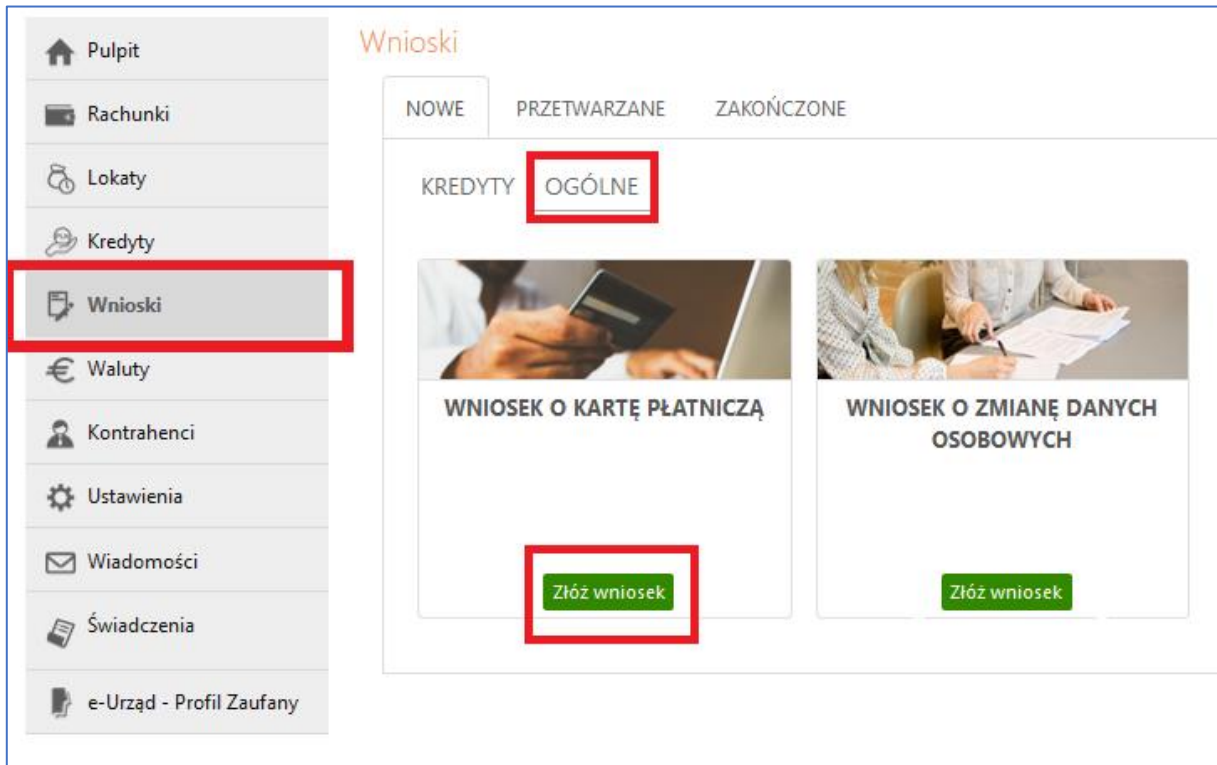 Pulpit
Rachunki
Lokaty
Kredyty
Wnioski
Waluty
Kontrahenci
Ustawienia
Wiadomości
Świadczenia
e-Urząd - Profil Zaufany
Wnioski
NOWE PRZETWARZANE ZAKOŃCZONE
KREDYTY OGÓLNE
WNIOSEK O KARTĘ PŁATNICZĄ
Złóż wniosek
WNIOSEK O ZMIANĘ DANYCH
OSOBOWYCH
Złóż wniosek